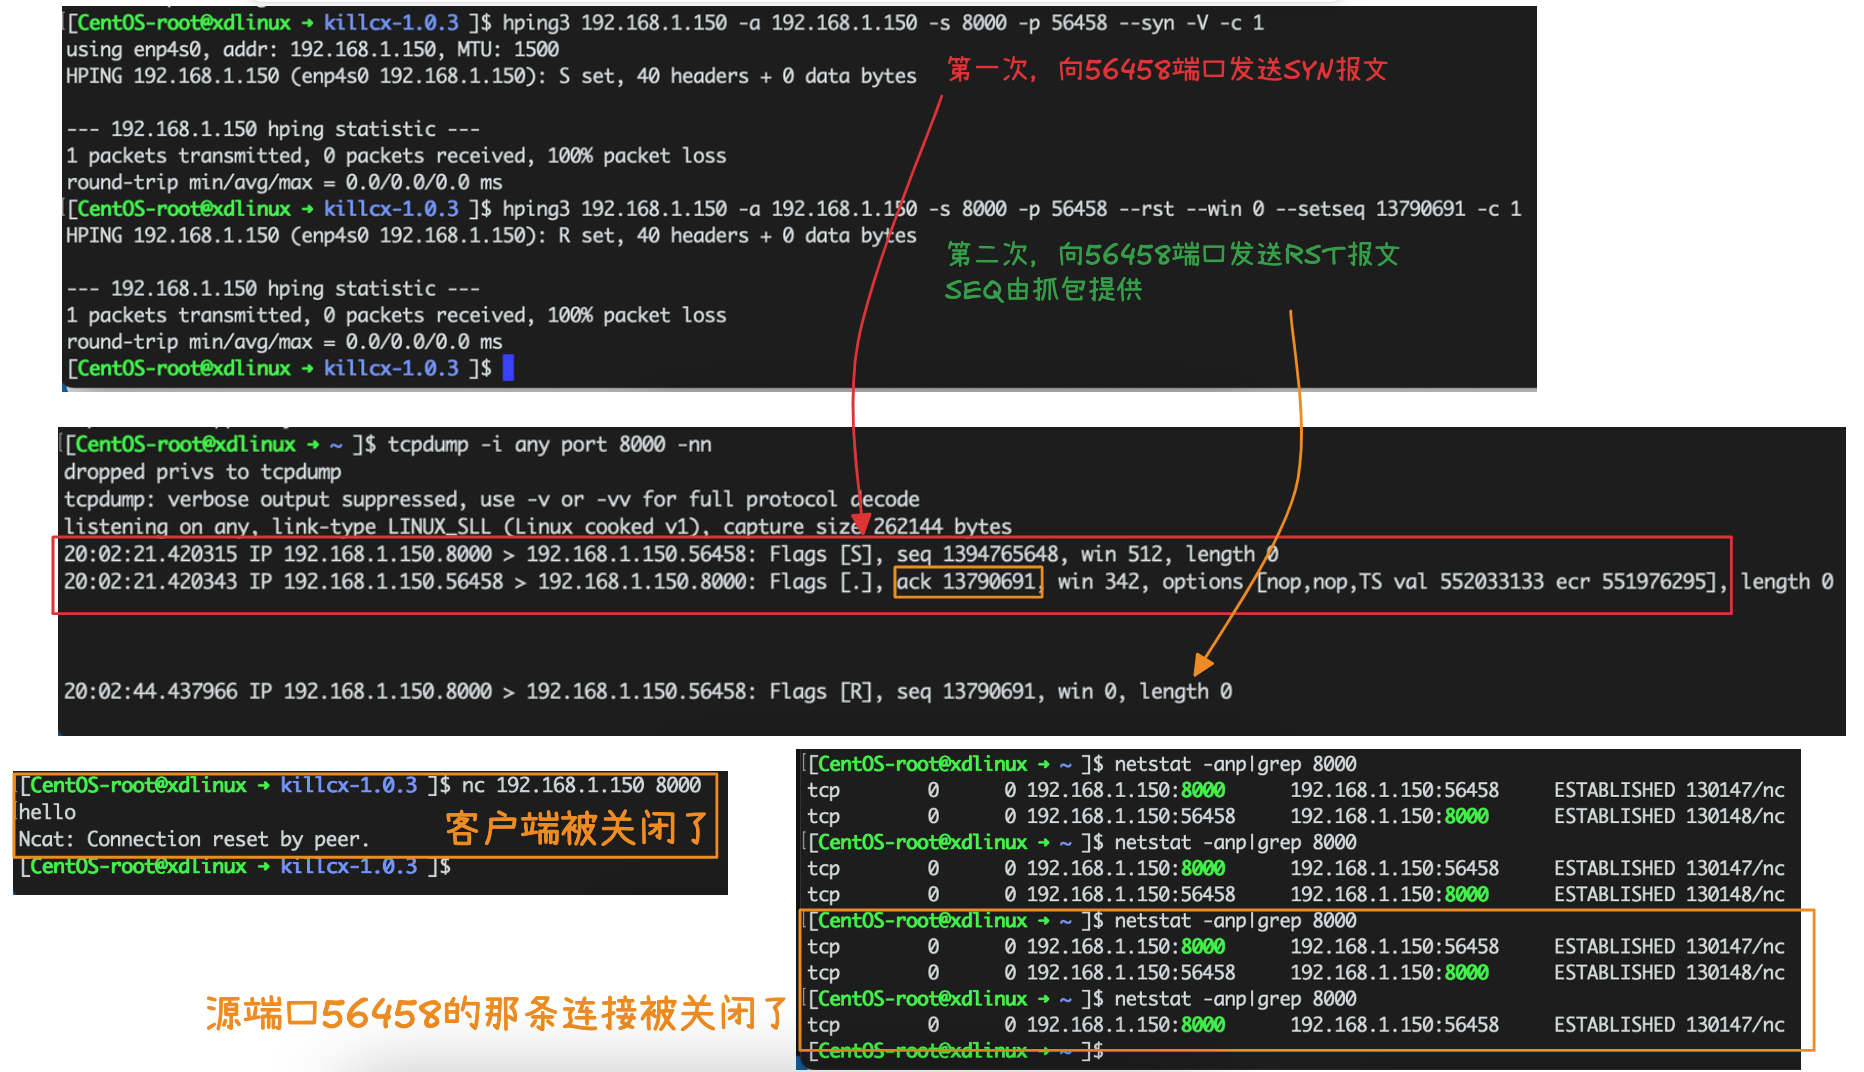 [CentOS-root@xdlinux → killcx-1.0.3 ]$ hping3 192.168.1.150 -a 192.168.1.150 -s 8000 -p 56458 --syn -V -c 1
using enp4s0, addr: 192.168.1.150, MTU: 1500
HPING 192.168.1.150 (enp4s0 192.168.1.150): S set, 40 headers + 0 data bytes
第一次，向56458端口发送SYN报文
--- 192.168.1.150 hping statistic ---
1 packets transmitted, 0 packets received, 100% packet loss
round-trip min/avg/max = 0.0/0.0/0.0 ms
[CentOS-root@xdlinux → killcx-1.0.3 ]$ hping3 192.168.1.150 -a 192.168.1.150 -s 8000 -p 56458 --rst --win 0 --setseq 13790691 -c 1
HPING 192.168.1.150 (enp4s0 192.168.1.150): R set, 40 headers + 0 data bytes
第二次，向56458端口发送RST报文
SEQ由抓包提供
--- 192.168.1.150 hping statistic ---
1 packets transmitted, 0 packets received, 100% packet loss
round-trip min/avg/max = 0.0/0.0/0.0 ms
[CentOS-root@xdlinux → killcx-1.0.3 ]$
[CentOS-root@xdlinux → ~ ]$ tcpdump -i any port 8000 -nn
dropped privs to tcpdump
tcpdump: verbose output suppressed, use -v or -vv for full protocol decode
listening on any, link-type LINUX_SLL (Linux cooked v1), capture size 262144 bytes
20:02:21.420315 IP 192.168.1.150.8000 > 192.168.1.150.56458: Flags [S], seq 1394765648, win 512, length 0
20:02:21.420343 IP 192.168.1.150.56458 > 192.168.1.150.8000: Flags [.], ack 13790691, win 342, options [nop,nop,TS val 552033133 ecr 551976295], length 0
20:02:44.437966 IP 192.168.1.150.8000 > 192.168.1.150.56458: Flags [R], seq 13790691, win 0, length 0
[CentOS-root@xdlinux → killcx-1.0.3 ]$ nc 192.168.1.150 8000
hello
Ncat: Connection reset by peer.
客户端被关闭了
[CentOS-root@xdlinux → killcx-1.0.3 ]$
[CentOS-root@xdlinux → ~ ]$ netstat -anp|grep 8000
tcp 0 0 192.168.1.150:8000 192.168.1.150:56458 ESTABLISHED 130147/nc
tcp 0 0 192.168.1.150:56458 192.168.1.150:8000 ESTABLISHED 130148/nc
[CentOS-root@xdlinux → ~ ]$ netstat -anp|grep 8000
tcp 0 0 192.168.1.150:8000 192.168.1.150:56458 ESTABLISHED 130147/nc
tcp 0 0 192.168.1.150:56458 192.168.1.150:8000 ESTABLISHED 130148/nc
[CentOS-root@xdlinux → ~ ]$ netstat -anp|grep 8000
tcp 0 0 192.168.1.150:8000 192.168.1.150:56458 ESTABLISHED 130147/nc
tcp 0 0 192.168.1.150:56458 192.168.1.150:8000 ESTABLISHED 130148/nc
[CentOS-root@xdlinux → ~ ]$ netstat -anp|grep 8000
tcp 0 0 192.168.1.150:8000 192.168.1.150:56458 ESTABLISHED 130147/nc
[CentOS-root@xdlinux → ~ ]$
源端口56458的那条连接被关闭了